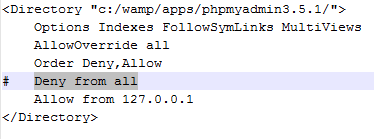 <Directory "c:/wamp/apps/phpmyadmin3.5.1/">
    Options Indexes FollowSymLinks MultiViews
    AllowOverride all
    Order Deny,Allow
#   Deny from all
    Allow from 127.0.0.1
</Directory>